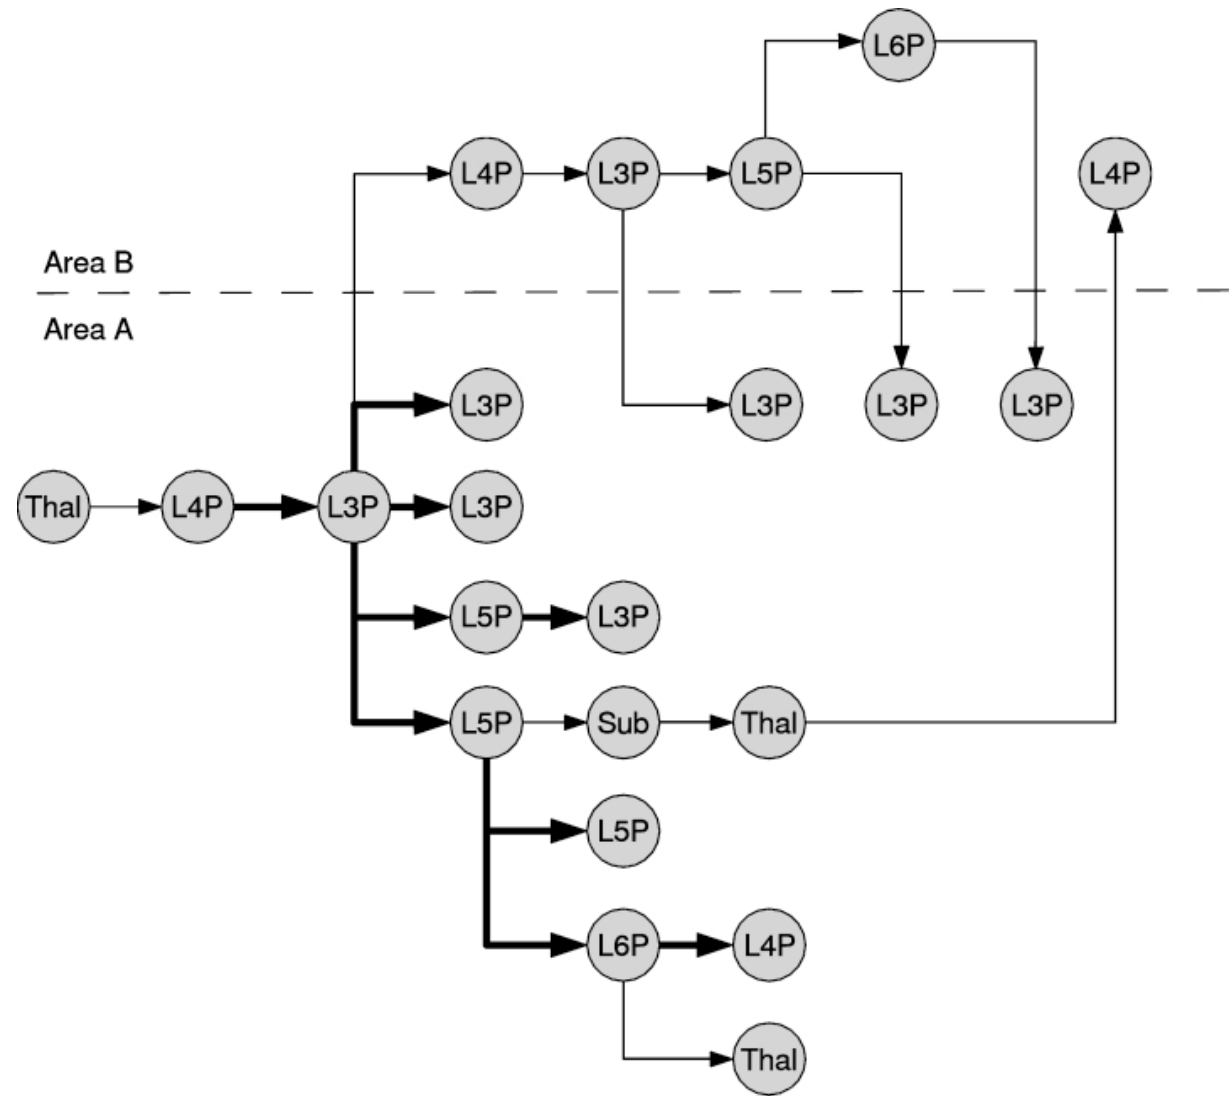 L6P
L4P L3P L5P L4P
Area B
Area A
L3P L3P L3P L3P
Thal L4P L3P L3P
L5P L3P
L5P Sub Thal
L5P
L6P L4P
Thal